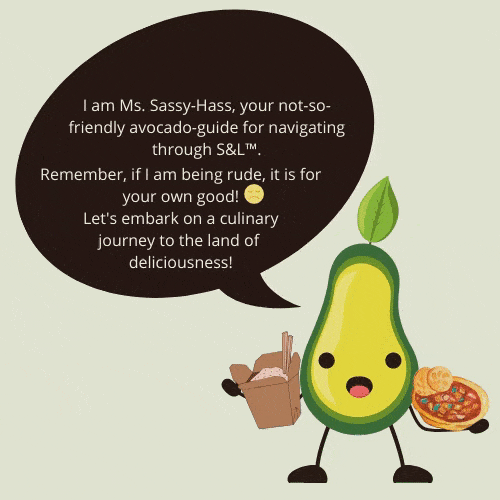 I am Ms. Sassy-Hass, your not-so-
friendly avocado-guide for navigating
through S&L™.
Remember, if I am being rude, it is for
your own good! 😞
Let's embark on a culinary
journey to the land of
deliciousness!